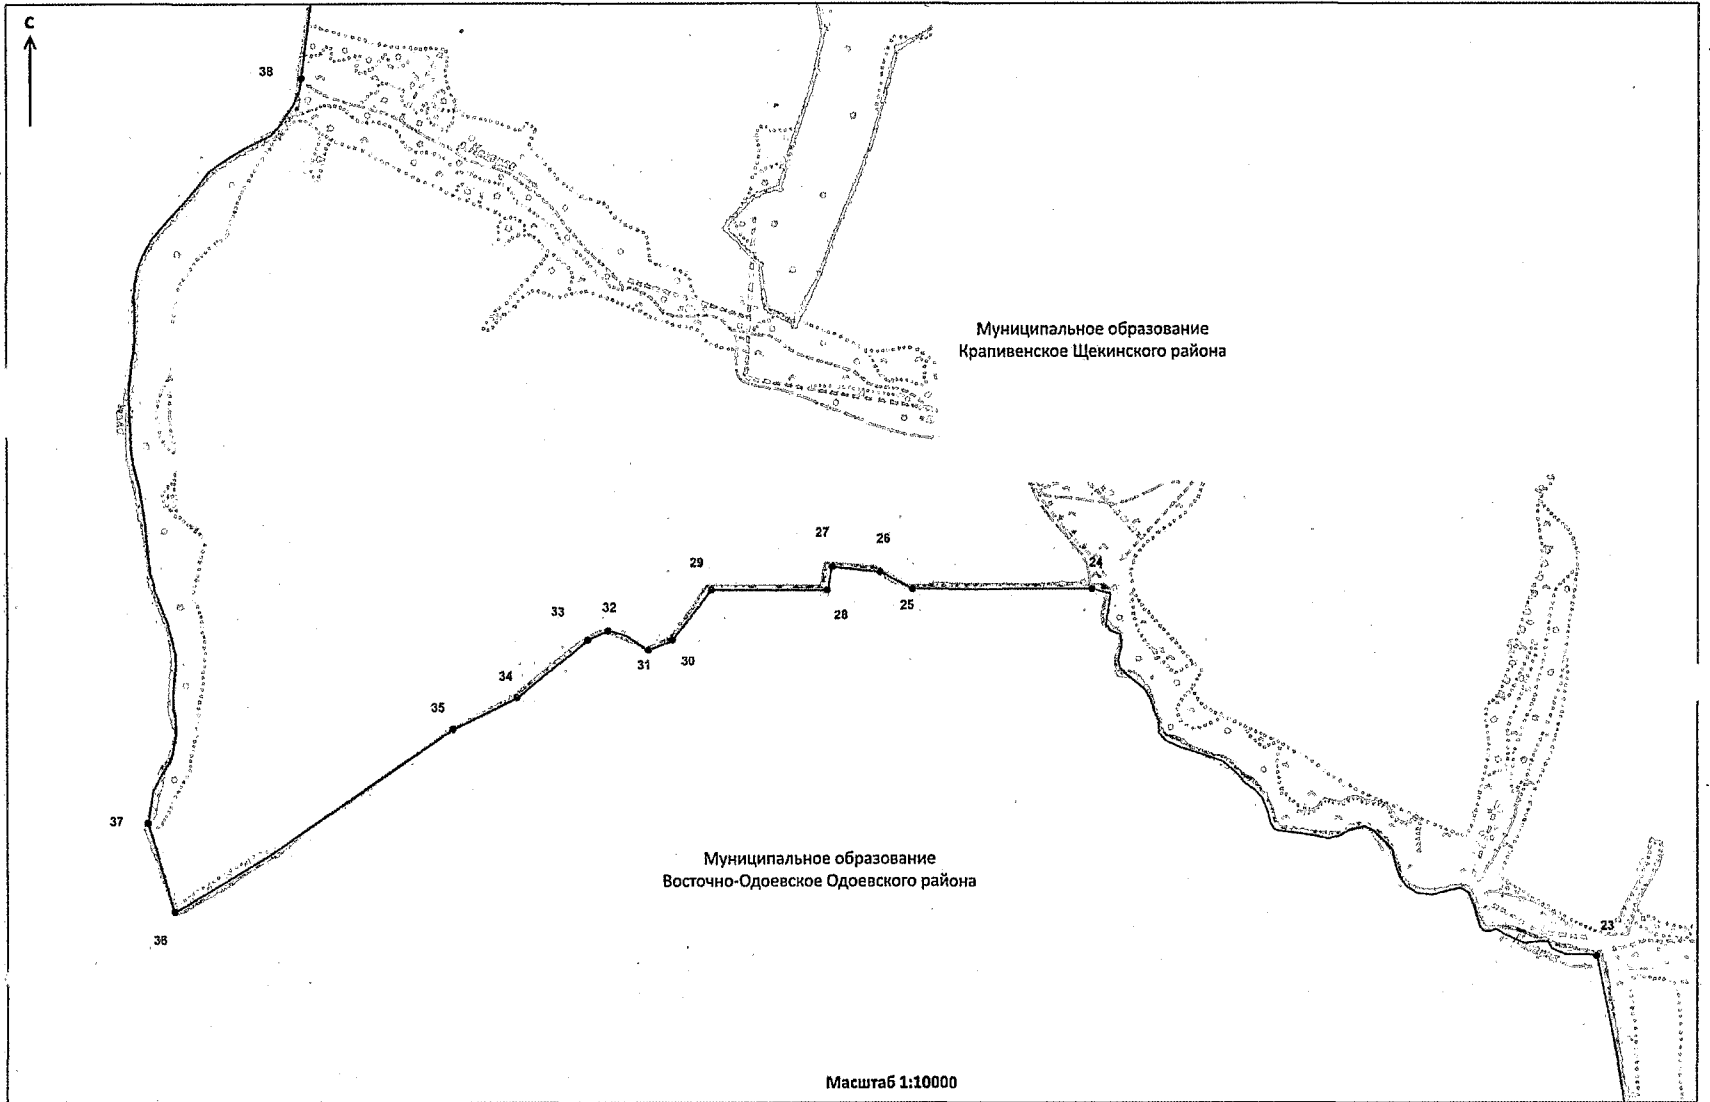 С
38
Муниципальное образование
Крапивенское Щекинского района
27
26
24
29
25
28
33
32
31
30
34
35
37
Муниципальное образование
Восточно-Одоевское Одоевского района
36
23
Масштаб 1:10000